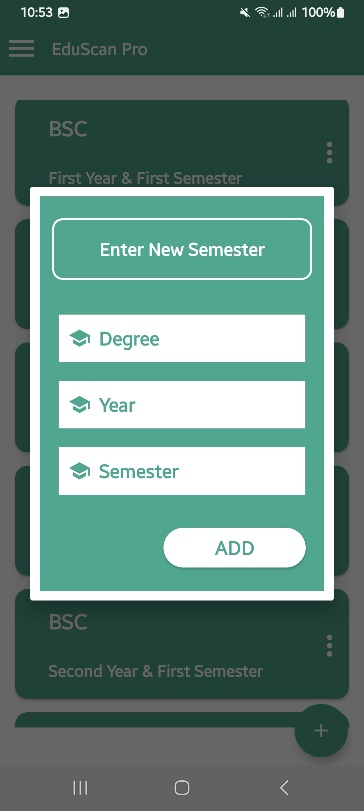 10:53
100%
EduScan Pro
BSC
First Year & First Semester
Enter New Semester
Degree
Year
Semester
ADD
BSC
Second Year & First Semester
+